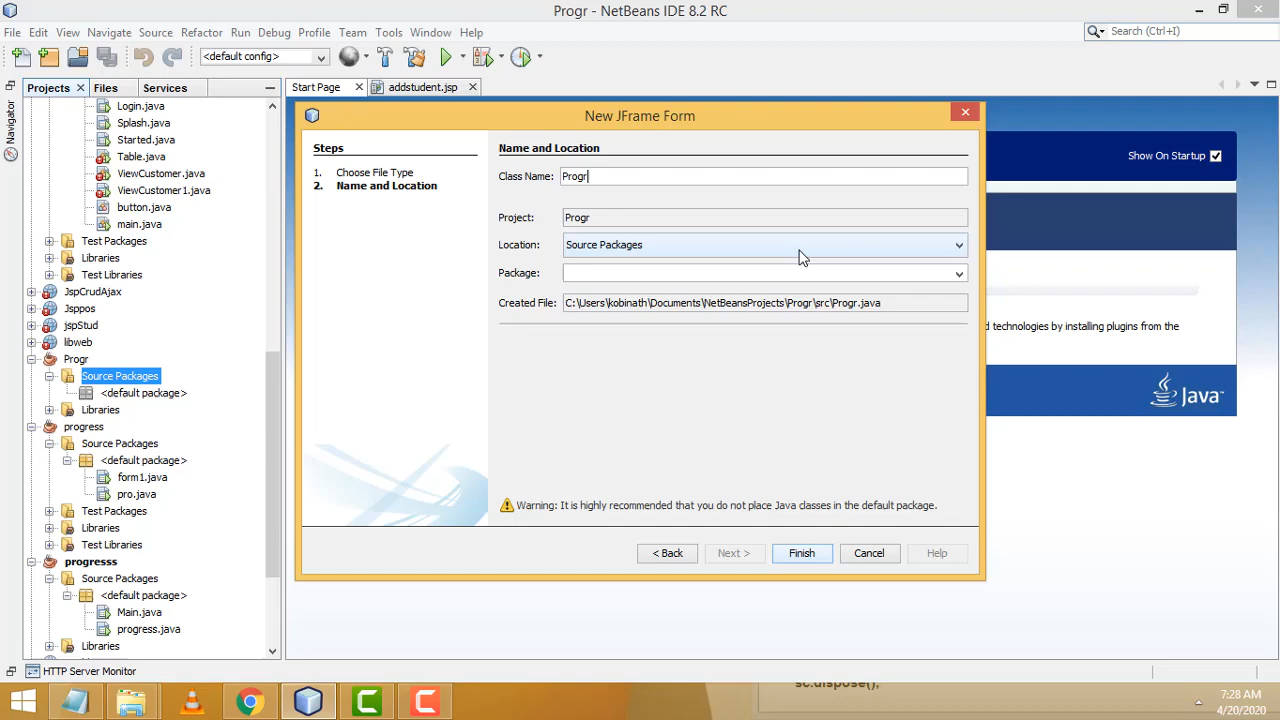 Progr - NetBeans IDE 8.2 RC
File Edit View Navigate Source Refactor Run Debug Profile Team Tools Window Help
Search (Ctrl+I)
<default config>
Projects Files Services
Start Page addstudent.jsp
Navigator
Login.java
Splash.java
Started.java
Table.java
ViewCustomer.java
ViewCustomer1.java
button.java
main.java
Test Packages
Libraries
Test Libraries
JspCrudAjax
Jsppos
jspStud
libweb
Progr
Source Packages
<default package>
Libraries
progress
Source Packages
<default package>
form1.java
pro.java
Test Packages
Libraries
Test Libraries
progresss
Source Packages
<default package>
Main.java
progress.java
Libraries
New JFrame Form
Steps
1. Choose File Type
2. Name and Location
Name and Location
Class Name: Progr
Project: Progr
Location: Source Packages
Package:
Created File: C:\Users\kobinath\Documents\NetBeansProjects\Progr\src\Progr.java
Warning: It is highly recommended that you do not place Java classes in the default package.
< Back Next > Finish Cancel Help
Show On Startup
d technologies by installing plugins from the
Java
HTTP Server Monitor
sc.dispose();
7:28 AM
4/20/2020